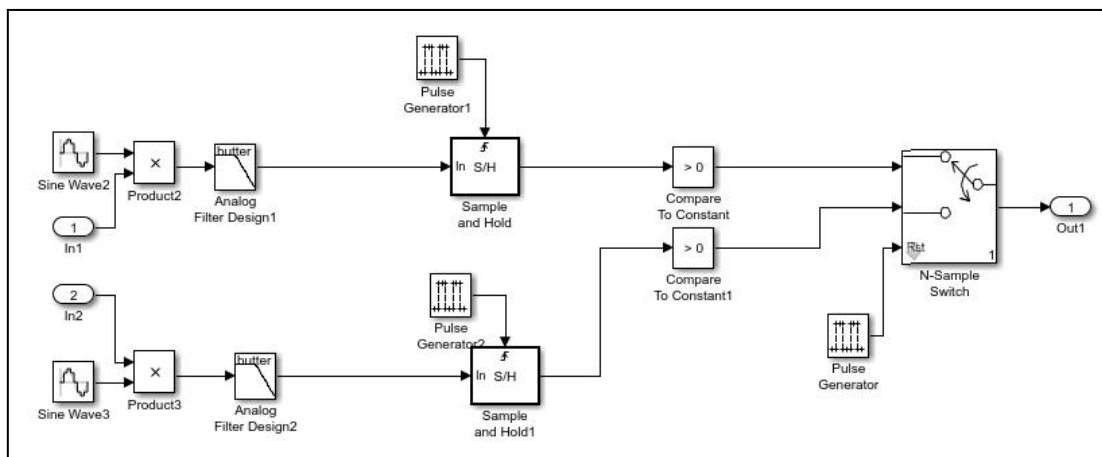 Pulse
Generator1
Sine Wave2
×
Product2
butter
Analog
Filter Design1
In
S/H
Sample
and Hold
> 0
Compare
To Constant
1
In1
1
Out1
> 0
Compare
To Constant1
Rst
1
N-Sample
Switch
2
In2
Pulse
Generator2
Pulse
Generator
Sine Wave3
×
Product3
butter
Analog
Filter Design2
In
S/H
Sample
and Hold1